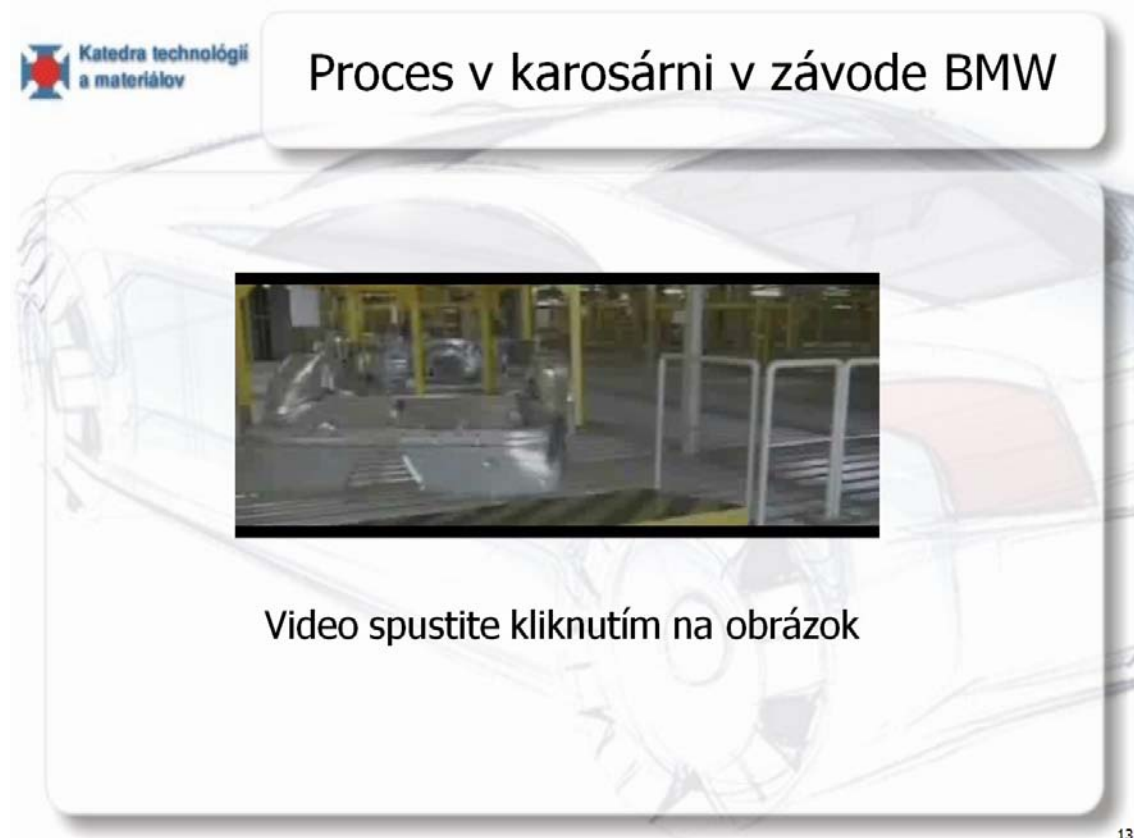 Katedra technológií
a materiálov
Proces v karosárni v závode BMW
Video spustite kliknutím na obrázok
13